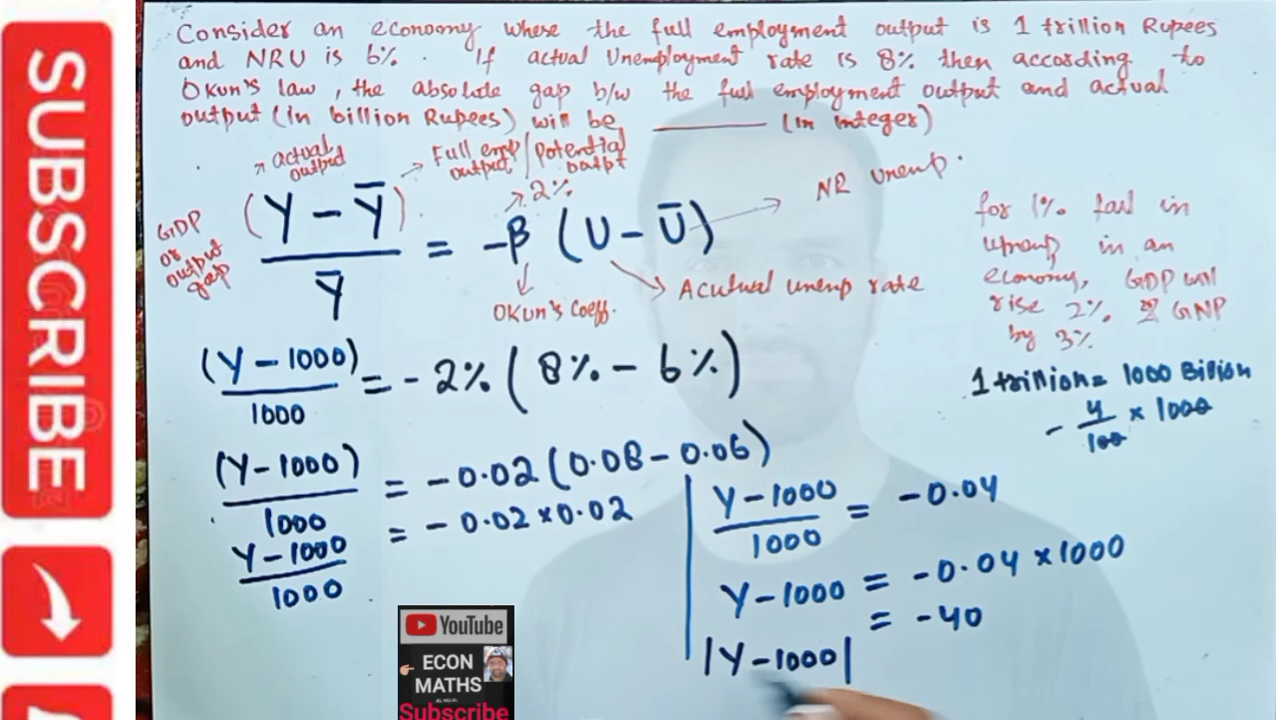 SUBSCRIBE
Consider an economy where the full employment output is 1 trillion Rupees
and NRU is 6%. If actual Unemployment rate is 8% then according to
Okun's law, the absolute gap b/w the full employment output and actual
output (in billion Rupees) will be ________ (in integer)
actual
output
Full emp / potential
output, outpt
2%
NR Unemp.
GDP
or
output
gap
(Y - Ȳ) / Ȳ = -β (U - Ū)
Okun's Coeff.
Acutual unemp rate
for 1% fall in
unemp in an
economy, GDP will
rise 2%, GNP
by 3%
(Y - 1000) / 1000 = - 2% (8% - 6%)
1 trillion = 1000 Billion
- 4/100 × 1000
(Y - 1000) / 1000 = - 0.02 (0.08 - 0.06)
Y - 1000 / 1000 = - 0.02 × 0.02
Y - 1000 / 1000 = -0.04
Y - 1000 = -0.04 × 1000
= -40
|Y - 1000|
YouTube
ECON
MATHS
Subscribe